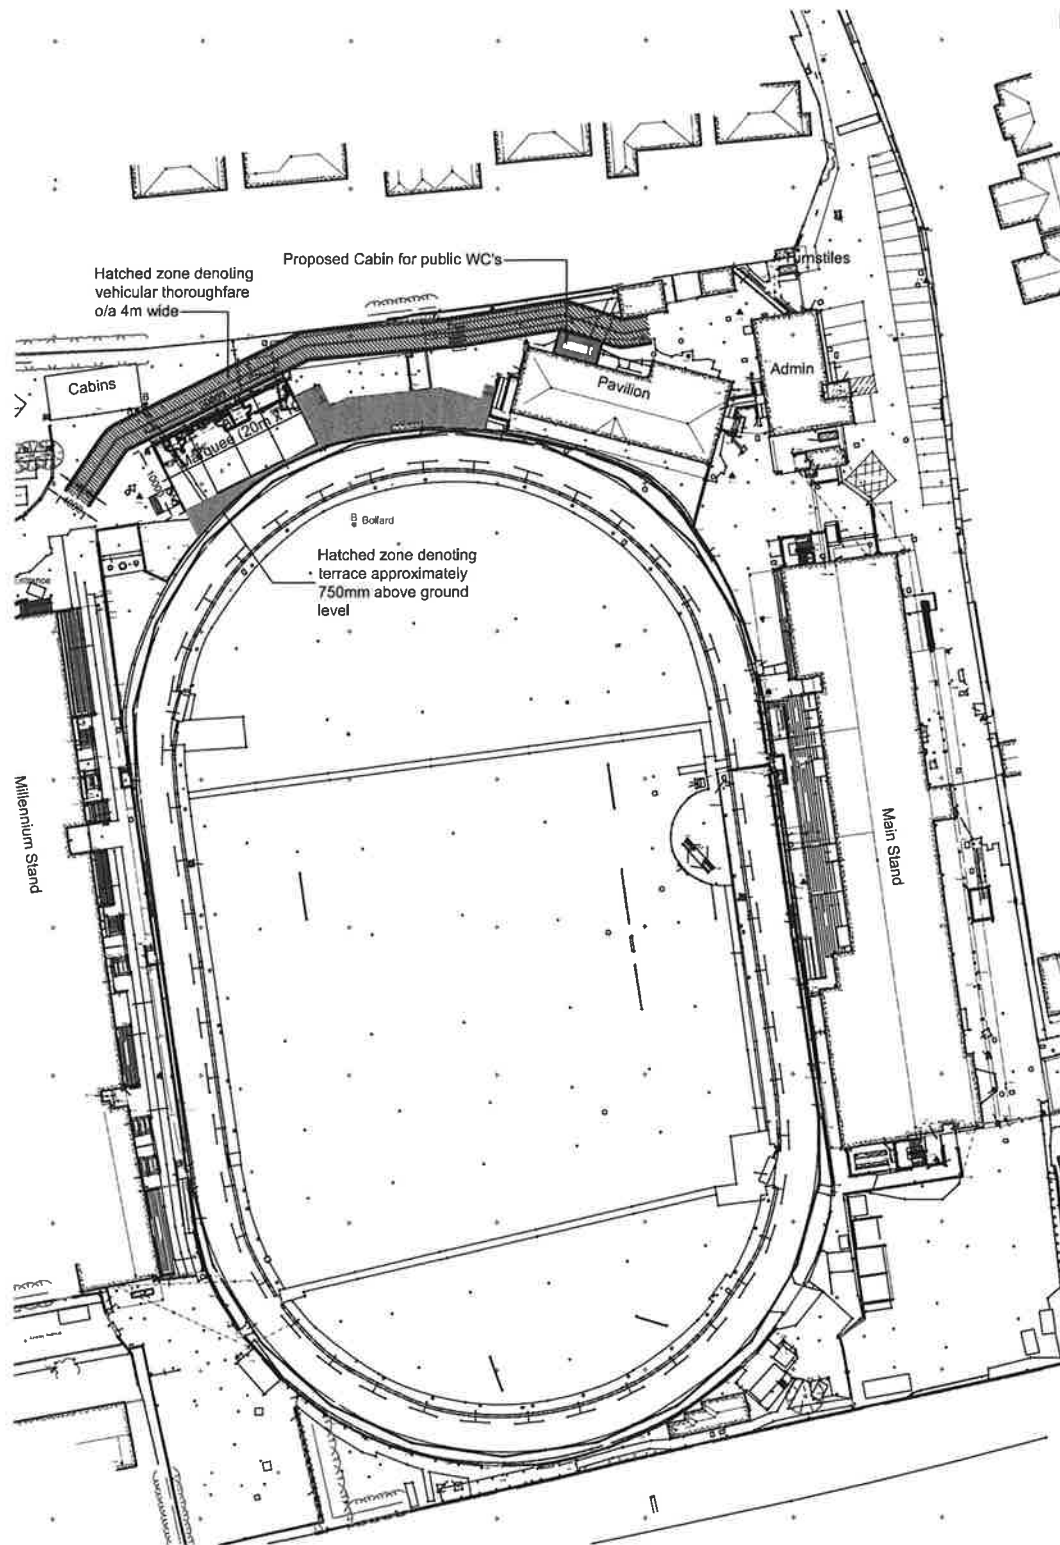 Proposed Cabin for public WC's
Turnstiles
Hatched zone denoting
vehicular thoroughfare
o/a 4m wide
Cabins
Pavilion
Admin
Marquee (20m x
B
Bollard
Hatched zone denoting
terrace approximately
750mm above ground
level
Entrance
Millennium Stand
Main Stand